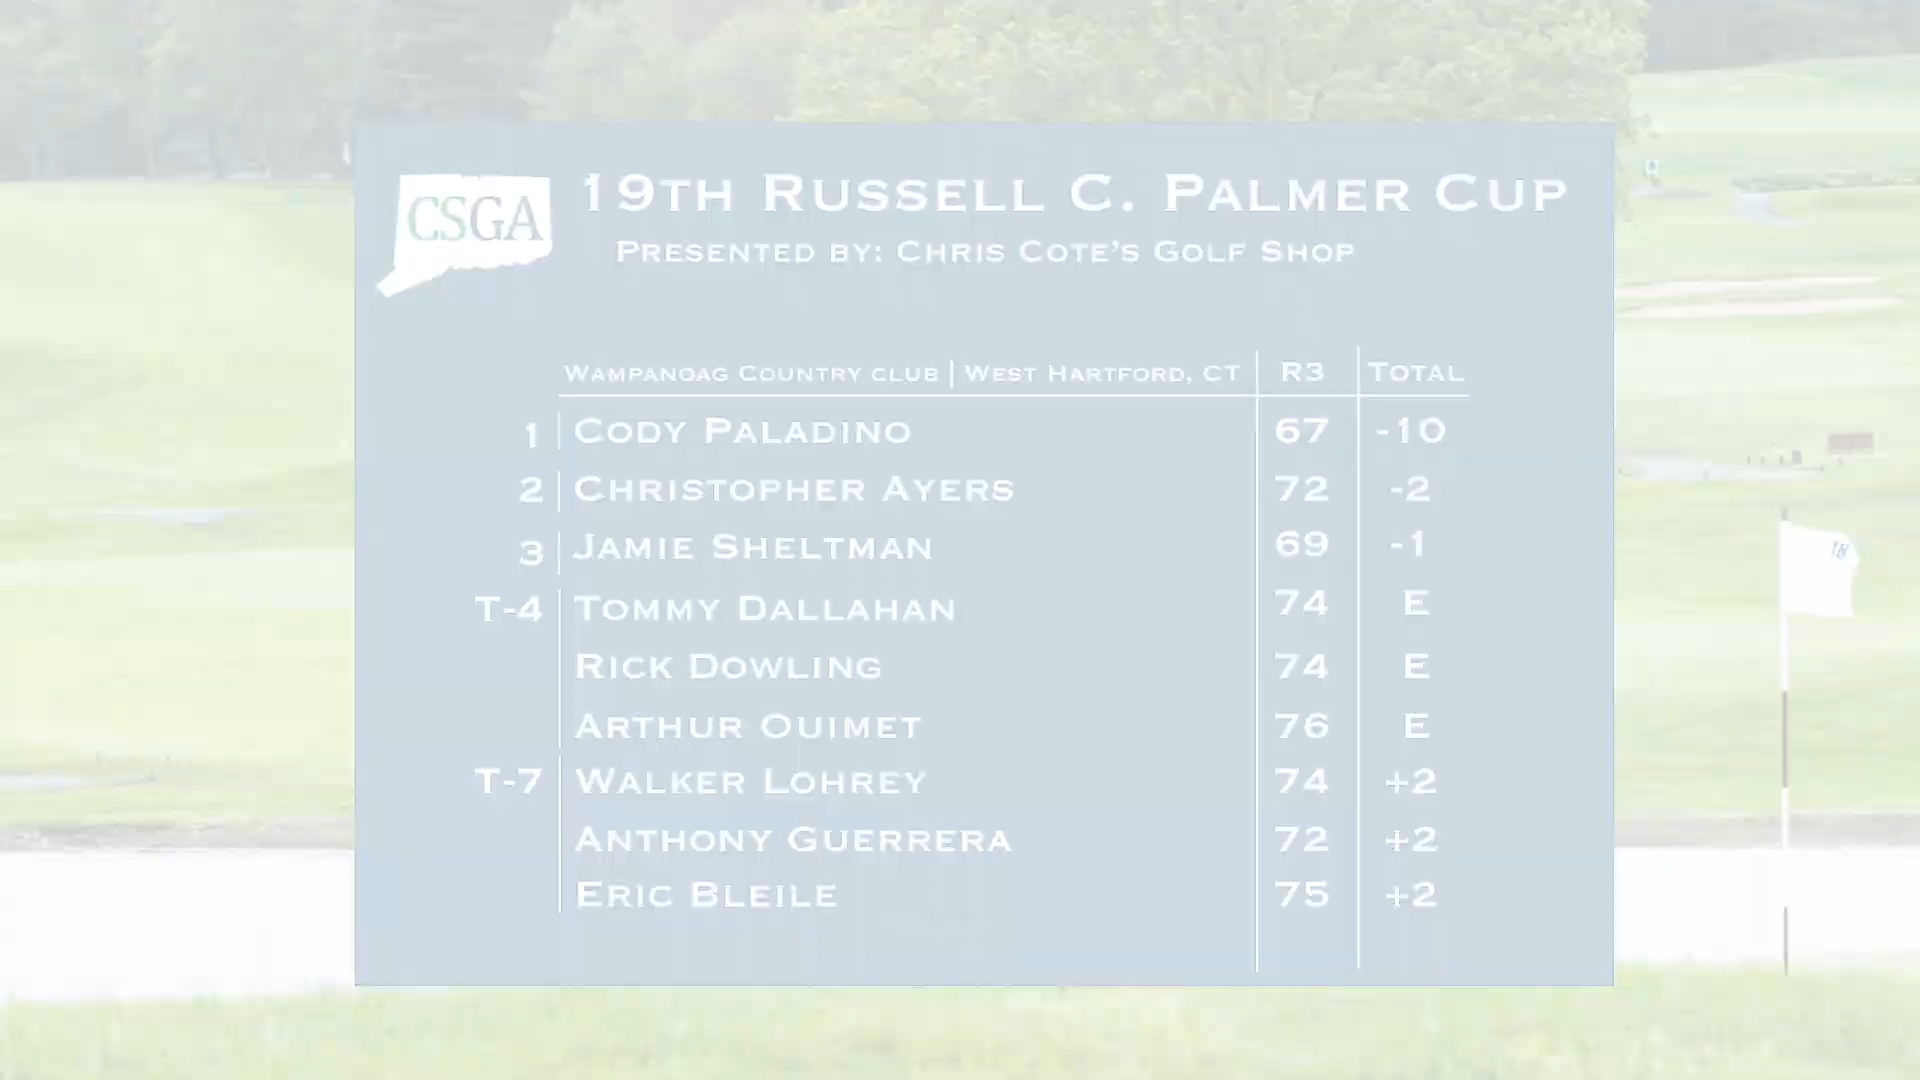 CSGA
19TH RUSSELL C. PALMER CUP
PRESENTED BY: CHRIS COTE'S GOLF SHOP
WAMPANOAG COUNTRY CLUB | WEST HARTFORD, CT R3 TOTAL
1 CODY PALADINO 67 -10
2 CHRISTOPHER AYERS 72 -2
3 JAMIE SHELTMAN 69 -1
T-4 TOMMY DALLAHAN 74 E
RICK DOWLING 74 E
ARTHUR OUIMET 76 E
T-7 WALKER LOHREY 74 +2
ANTHONY GUERRERA 72 +2
ERIC BLEILE 75 +2
18